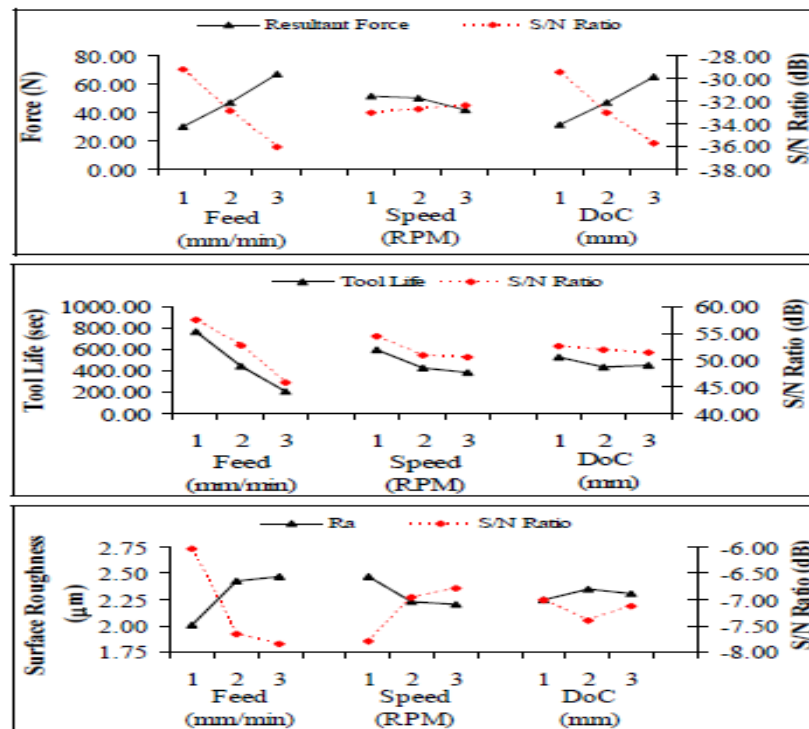 Resultant Force S/N Ratio
Force (N)
80.00
60.00
40.00
20.00
0.00
-28.00
-30.00
-32.00
-34.00
-36.00
-38.00
S/N Ratio (dB)
1 2 3 1 2 3 1 2 3
Feed Speed DoC
(mm/min) (RPM) (mm)
Tool Life S/N Ratio
Tool Life (sec)
1000.00
800.00
600.00
400.00
200.00
0.00
60.00
55.00
50.00
45.00
40.00
S/N Ratio (dB)
1 2 3 1 2 3 1 2 3
Feed Speed DoC
(mm/min) (RPM) (mm)
Ra S/N Ratio
Surface Roughness
(μm)
2.75
2.50
2.25
2.00
1.75
-6.00
-6.50
-7.00
-7.50
-8.00
S/N Ratio (dB)
1 2 3 1 2 3 1 2 3
Feed Speed DoC
(mm/min) (RPM) (mm)